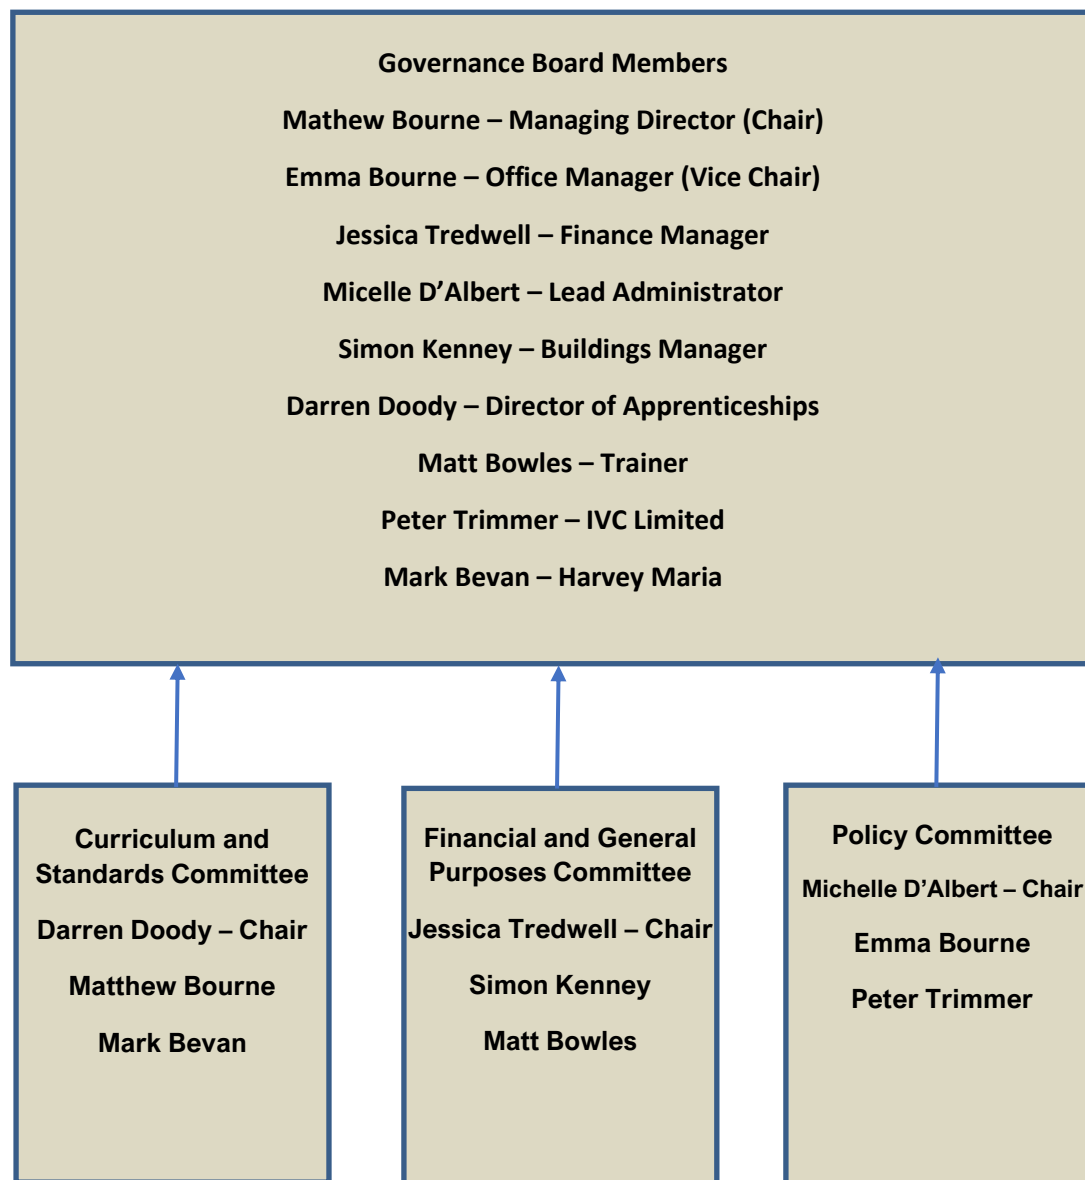 Governance Board Members
Mathew Bourne – Managing Director (Chair)
Emma Bourne – Office Manager (Vice Chair)
Jessica Tredwell – Finance Manager
Micelle D’Albert – Lead Administrator
Simon Kenney – Buildings Manager
Darren Doody – Director of Apprenticeships
Matt Bowles – Trainer
Peter Trimmer – IVC Limited
Mark Bevan – Harvey Maria
Curriculum and
Standards Committee
Darren Doody – Chair
Matthew Bourne
Mark Bevan
Financial and General
Purposes Committee
Jessica Tredwell – Chair
Simon Kenney
Matt Bowles
Policy Committee
Michelle D’Albert – Chair
Emma Bourne
Peter Trimmer